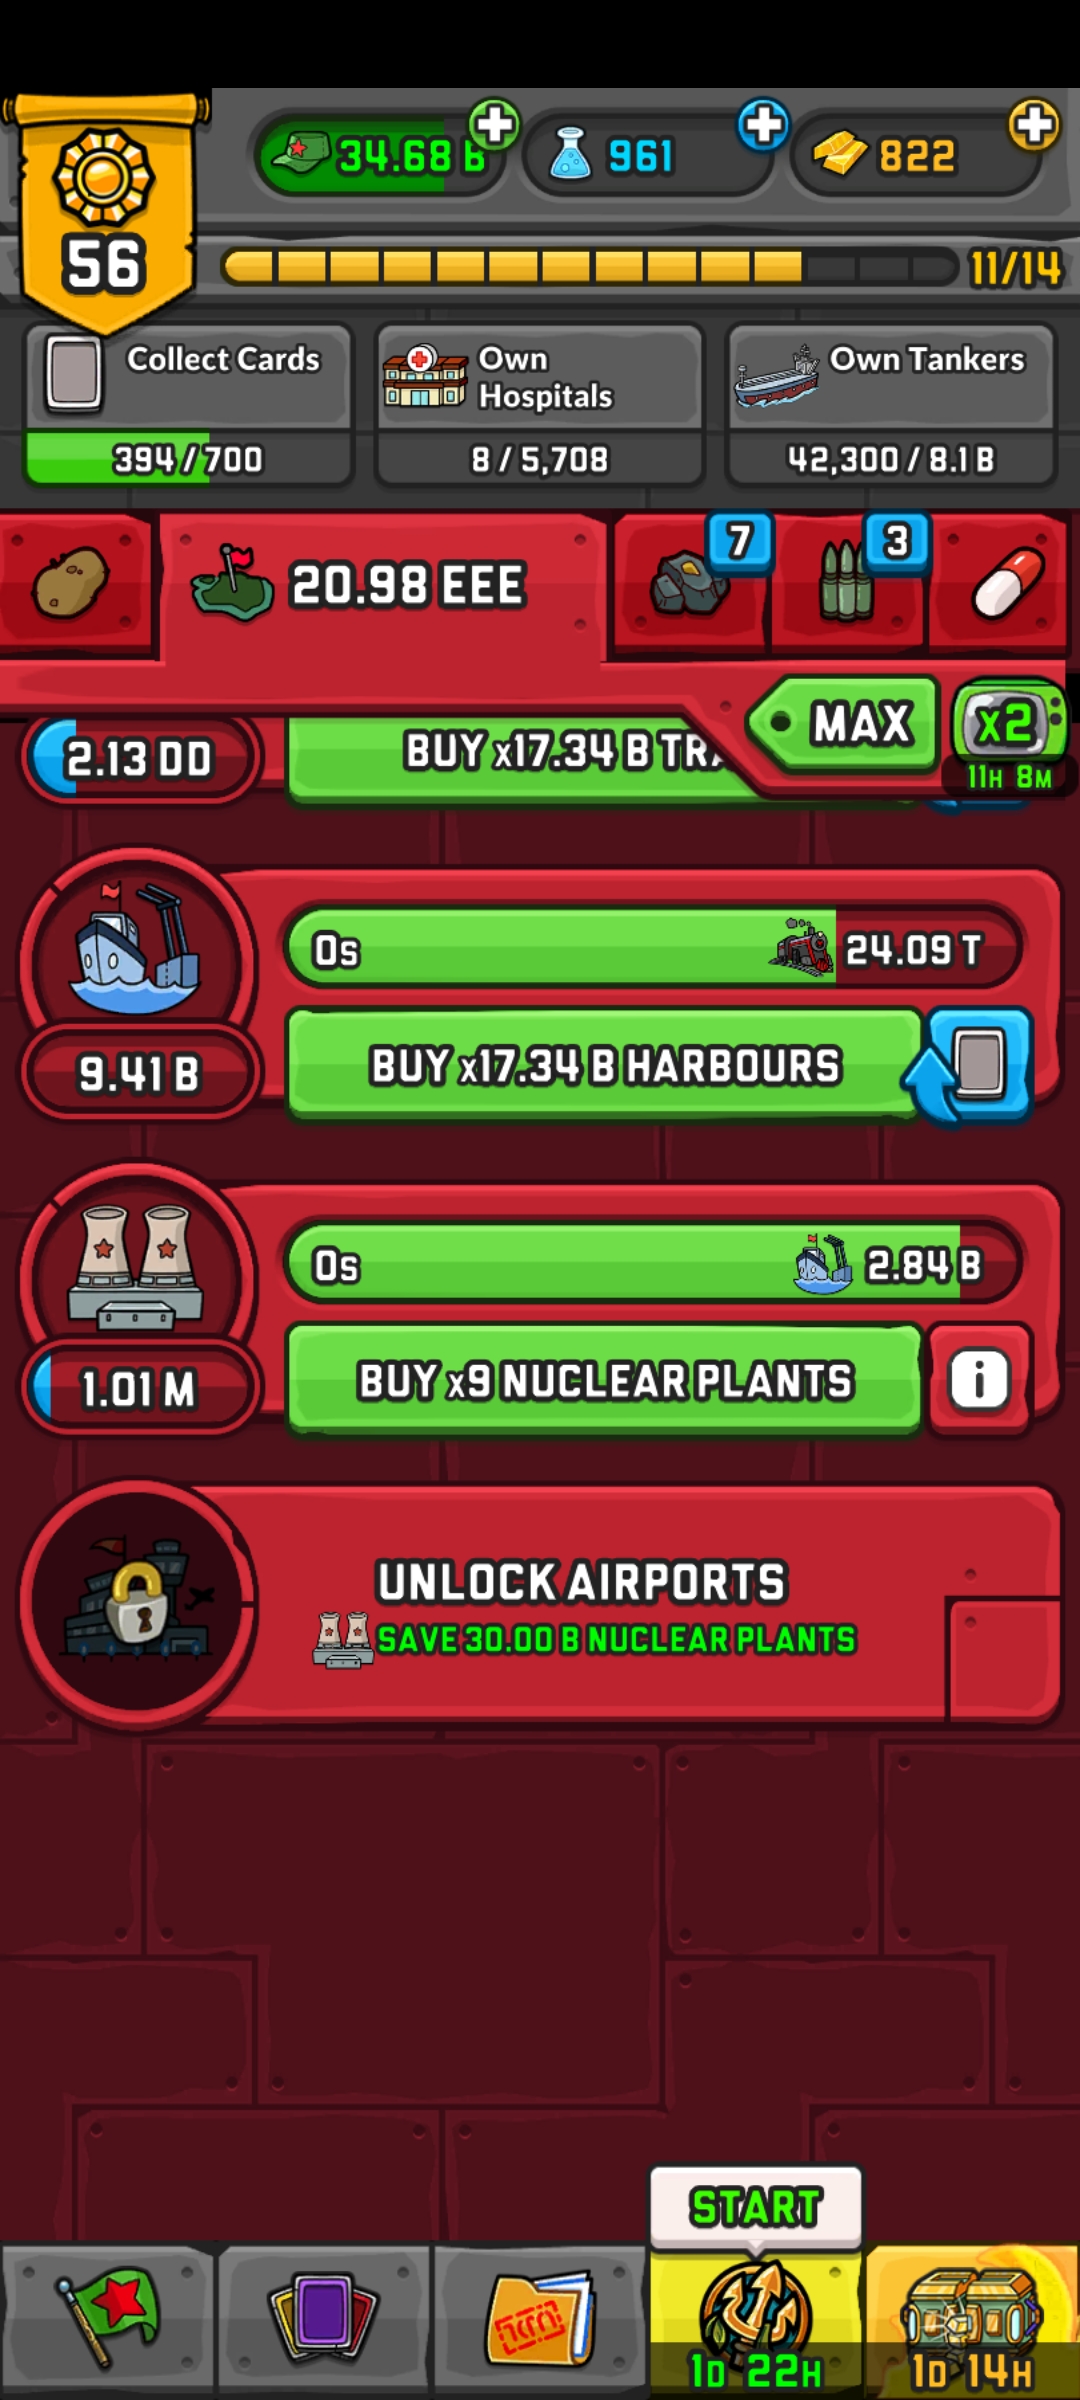 56
34.68 B
961
822
11/14
Collect Cards
394/700
Own
Hospitals
8 / 5,708
Own Tankers
42,300 / 8.1 B
20.98 EEE
7
3
MAX
x2
11H 8M
2.13 DD
BUY x17.34 B TRA
0s
24.09 T
9.41 B
BUY x17.34 B HARBOURS
0s
2.84 B
1.01 M
BUY x9 NUCLEAR PLANTS
i
UNLOCK AIRPORTS
SAVE 30.00 B NUCLEAR PLANTS
START
1D 22H
1D 14H